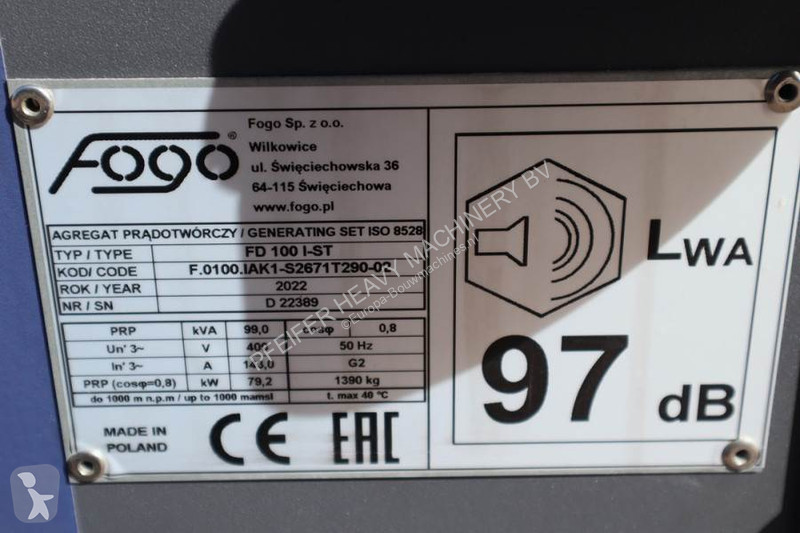 Fogo®
Fogo Sp. z o.o.
Wilkowice
ul. Święciechowska 36
64-115 Święciechowa
www.fogo.pl
AGREGAT PRĄDOTWÓRCZY / GENERATING SET ISO 8528
TYP / TYPE FD 100 I-ST
KOD/ CODE F.0100.IAK1-S2671T290-02
ROK / YEAR 2022
NR / SN D 22389
PRP kVA 99,0 cosφ 0,8
Un' 3~ V 400 50 Hz
In' 3~ A 143,0 G2
PRP (cosφ=0,8) kW 79,2 1390 kg
do 1000 m n.p.m / up to 1000 mamsl t. max 40 °C
MADE IN
POLAND
CE EAC
LWA
97 dB
PFEIFER HEAVY MACHINERY BV
©Europa-Bouwmachines.nl